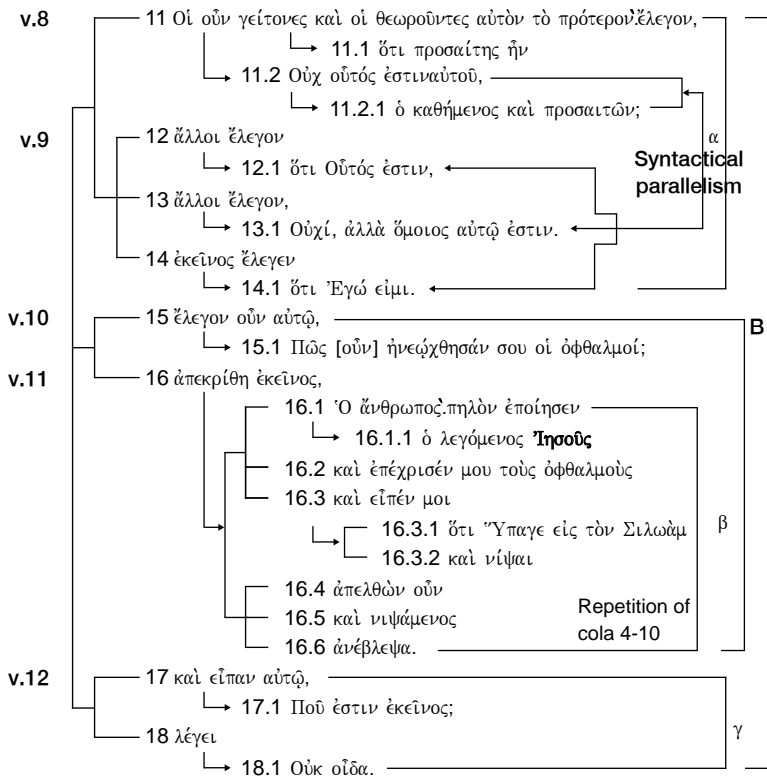 v.8 11 Οἱ οὖν γείτονες καὶ οἱ θεωροῦντες αὐτὸν τὸ πρότερον ἔλεγον,
11.1 ὅτι προσαίτης ἦν
11.2 Οὐχ οὗτός ἐστιναὐτοῦ,
11.2.1 ὁ καθήμενος καὶ προσαιτῶν;
α
v.9 12 ἄλλοι ἔλεγον
Syntactical
parallelism
12.1 ὅτι Οὗτός ἐστιν,
13 ἄλλοι ἔλεγον,
13.1 Οὐχί, ἀλλὰ ὅμοιος αὐτῷ ἐστιν.
14 ἐκεῖνος ἔλεγεν
14.1 ὅτι Ἐγώ εἰμι.
v.10 15 ἔλεγον οὖν αὐτῷ, B
15.1 Πῶς [οὖν] ἠνεῴχθησάν σου οἱ ὀφθαλμοί;
v.11 16 ἀπεκρίθη ἐκεῖνος,
16.1 Ὁ ἄνθρωπος πηλὸν ἐποίησεν
16.1.1 ὁ λεγόμενος Ἰησοῦς
16.2 καὶ ἐπέχρισέν μου τοὺς ὀφθαλμοὺς
16.3 καὶ εἶπέν μοι
β
16.3.1 ὅτι Ὕπαγε εἰς τὸν Σιλωὰμ
16.3.2 καὶ νίψαι
16.4 ἀπελθὼν οὖν
16.5 καὶ νιψάμενος
Repetition of
cola 4-10
16.6 ἀνέβλεψα.
v.12 17 καὶ εἶπαν αὐτῷ,
17.1 Ποῦ ἐστιν ἐκεῖνος;
18 λέγει
γ
18.1 Οὐκ οἶδα.